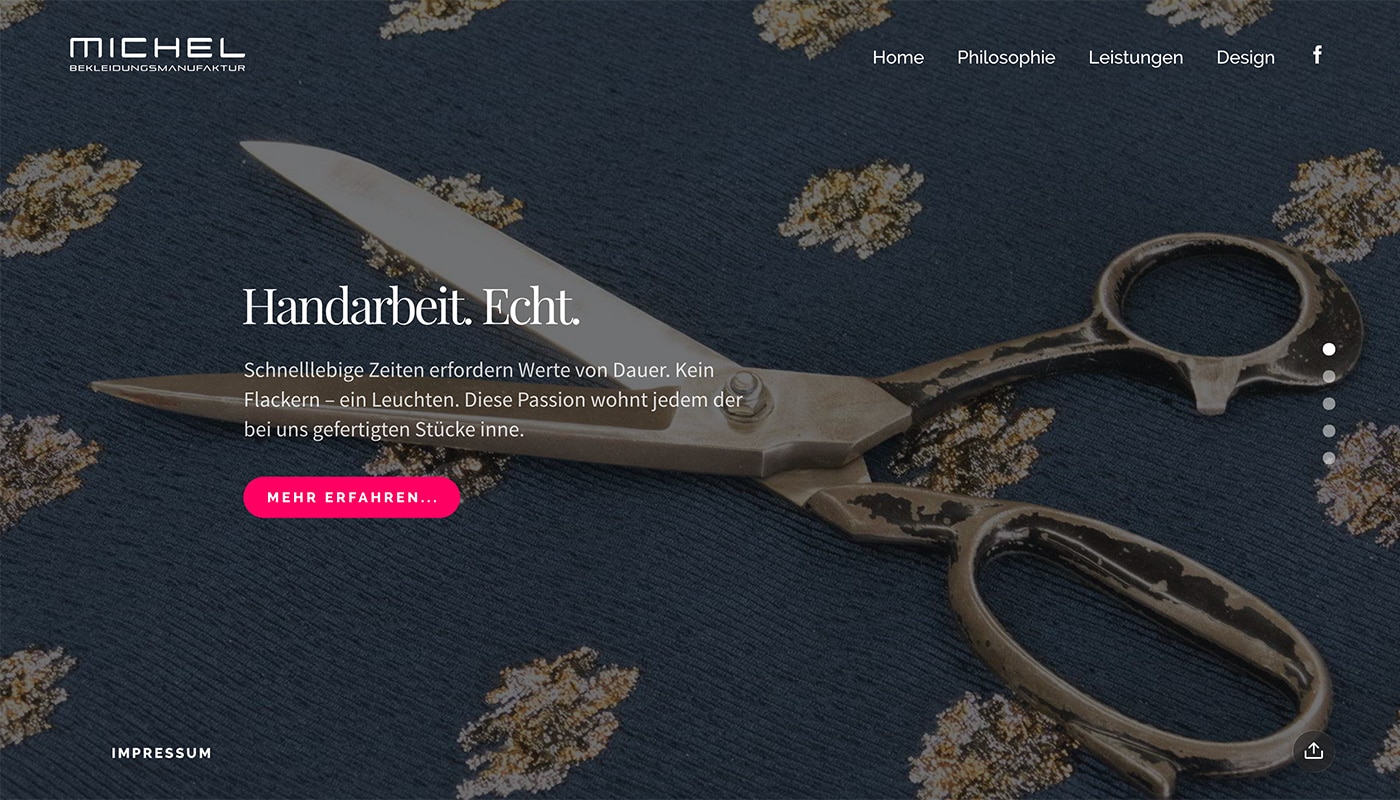 MICHEL
BEKLEIDUNGSMANUFAKTUR
Home Philosophie Leistungen Design f
Handarbeit. Echt.
Schnelllebige Zeiten erfordern Werte von Dauer. Kein
Flackern – ein Leuchten. Diese Passion wohnt jedem der
bei uns gefertigten Stücke inne.
MEHR ERFAHREN...
IMPRESSUM